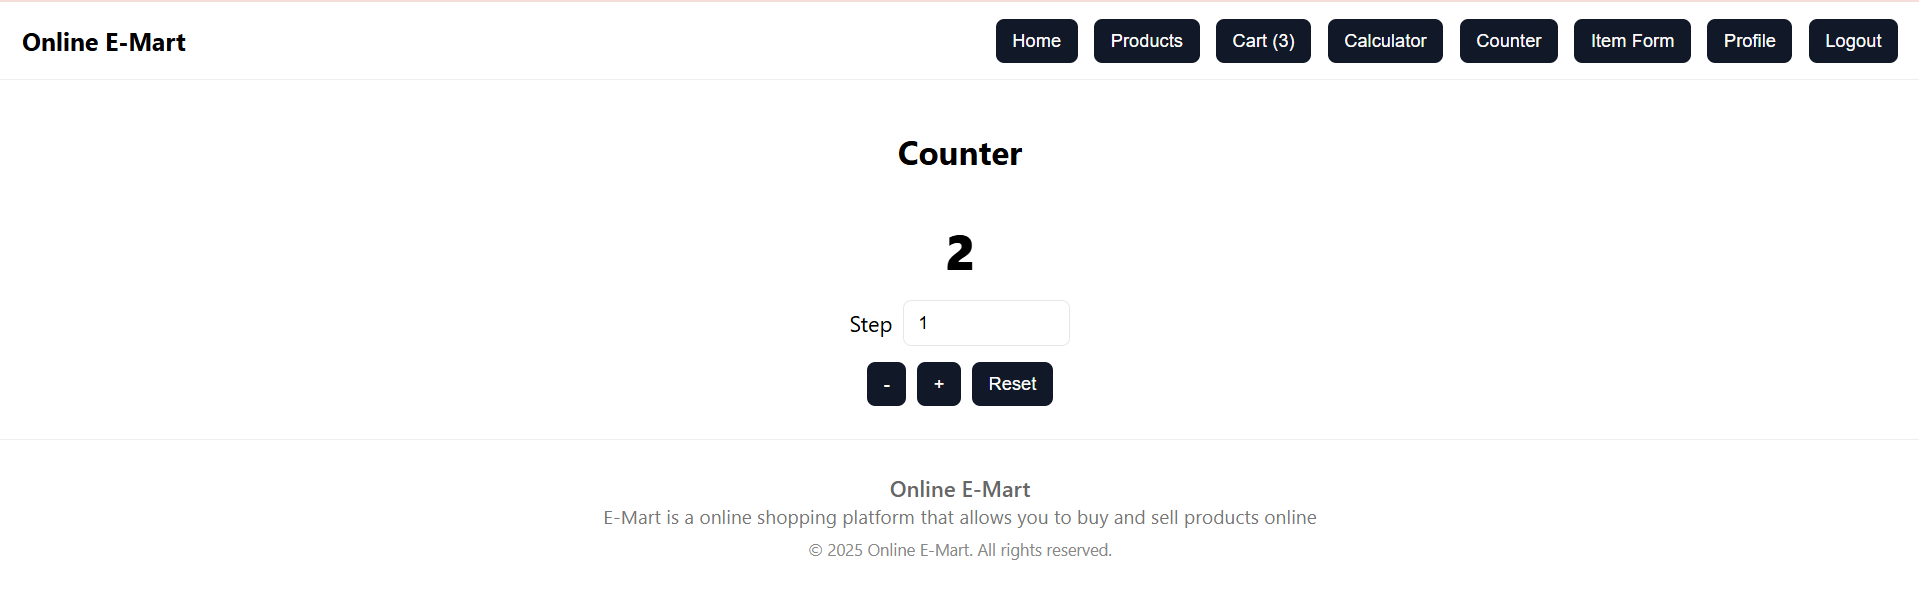 Online E-Mart Home Products Cart (3) Calculator Counter Item Form Profile Logout
Counter
2
Step 1
- + Reset
Online E-Mart
E-Mart is a online shopping platform that allows you to buy and sell products online
© 2025 Online E-Mart. All rights reserved.